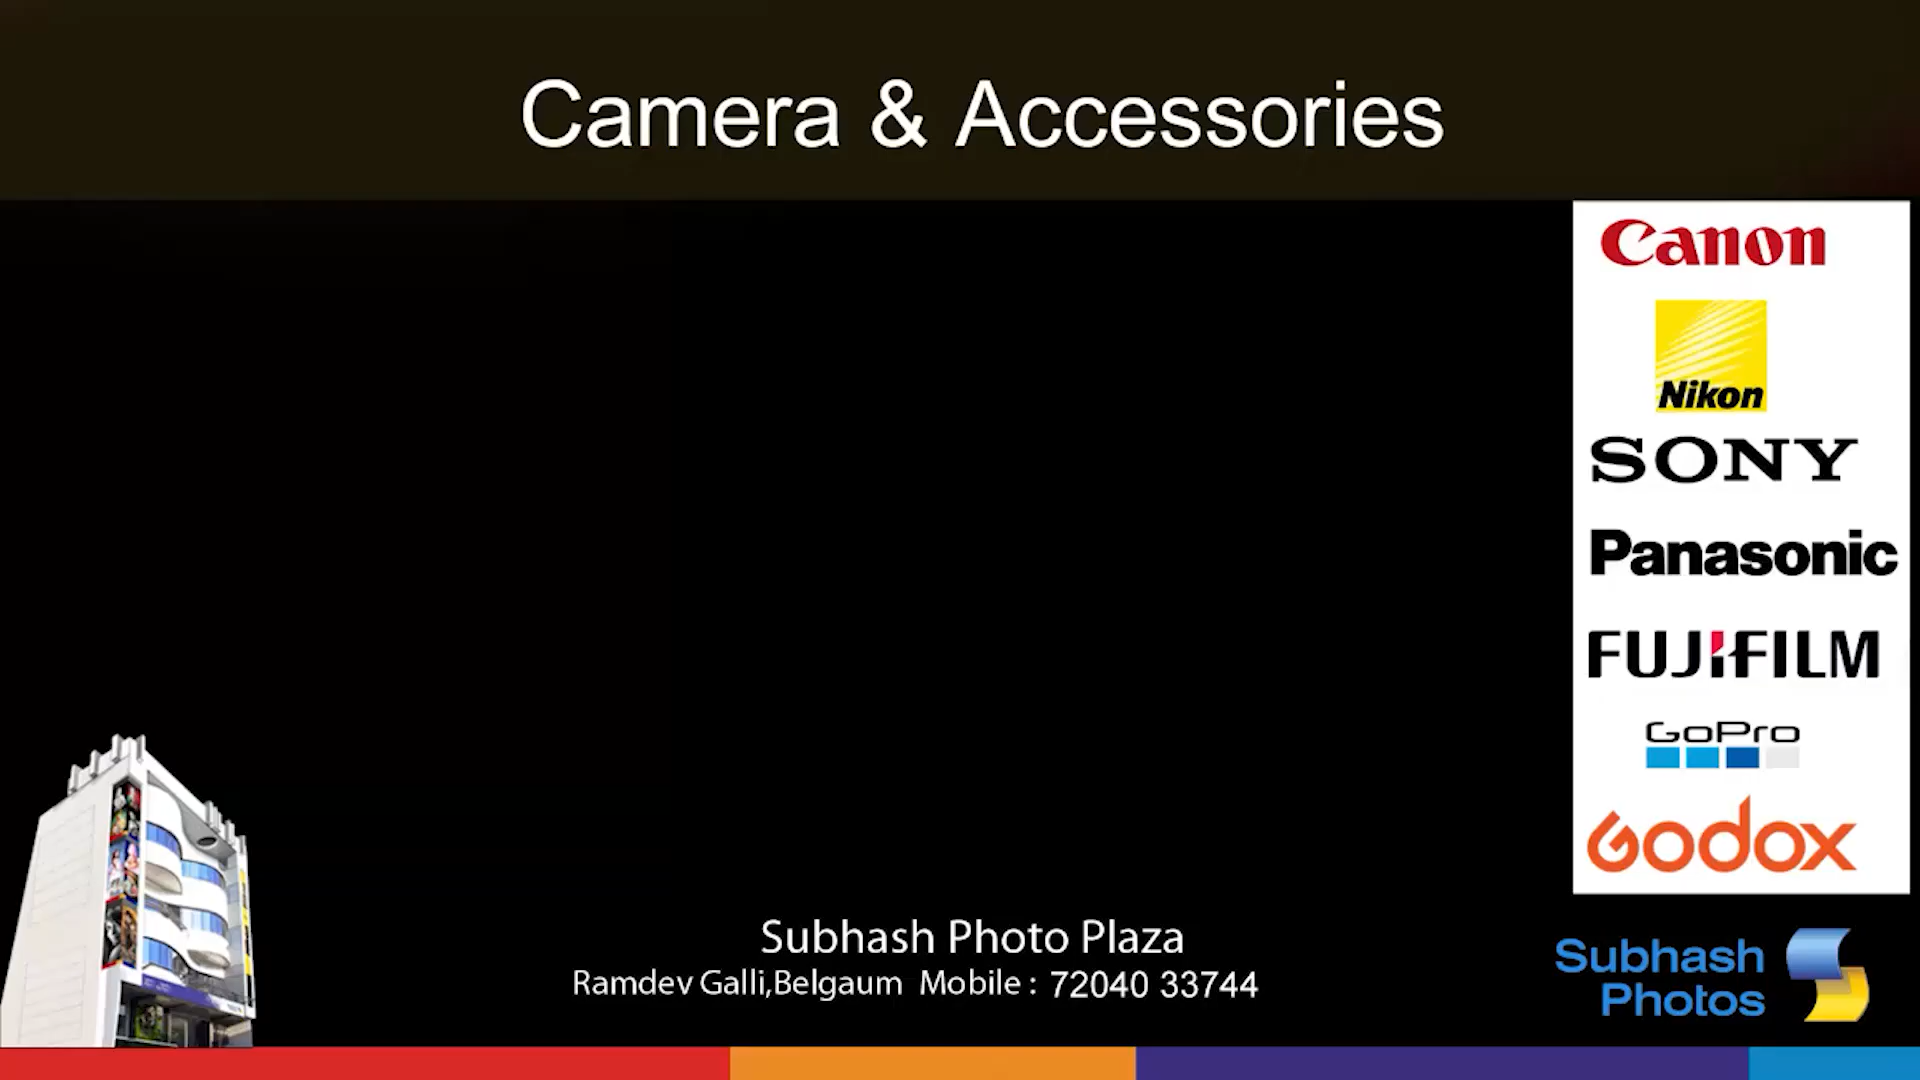 Camera & Accessories
Canon
Nikon
SONY
Panasonic
FUJIFILM
GoPro
Godox
Subhash Photo Plaza
Ramdev Galli,Belgaum Mobile : 72040 33744
Subhash
Photos